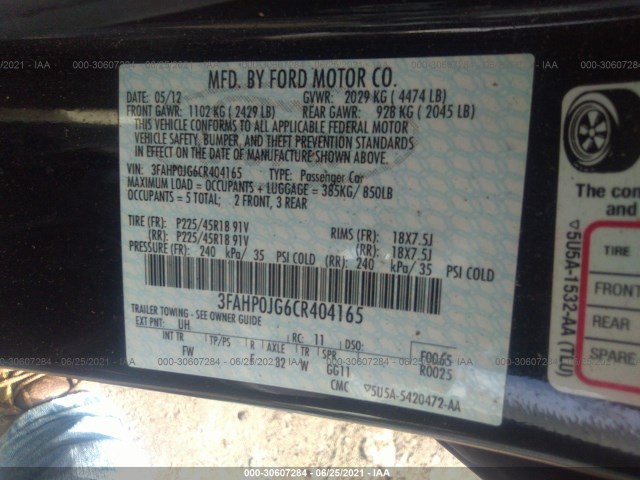 000-30607284 - 06/25/2021 - IAA
MFD. BY FORD MOTOR CO.
DATE: 05/12 GVWR: 2029 KG ( 4474 LB)
FRONT GAWR: 1102 KG ( 2429 LB) REAR GAWR: 928 KG ( 2045 LB)
THIS VEHICLE CONFORMS TO ALL APPLICABLE FEDERAL MOTOR
VEHICLE SAFETY, BUMPER, AND THEFT PREVENTION STANDARDS
IN EFFECT ON THE DATE OF MANUFACTURE SHOWN ABOVE.
VIN: 3FAHP0JG6CR404165 TYPE: Passenger Car
MAXIMUM LOAD = OCCUPANTS + LUGGAGE = 385KG/ 850LB
OCCUPANTS = 5 TOTAL; 2 FRONT, 3 REAR
TIRE (FR): P225/45R18 91V RIMS (FR): 18X7.5J
(RR): P225/45R18 91V (RR): 18X7.5J
PRESSURE (FR): 240 kPa/ 35 PSI COLD (RR): 240 kPa/ 35 PSI COLD
3FAHP0JG6CR404165
TRAILER TOWING - SEE OWNER GUIDE
EXT PNT: UH RC: 11 DSO:
INT TR TP/PS R AXLE TR SPR F0065
FW 32 W GG11 R0025
CMC ▽5U5A-5420472-AA
The con
and
TIRE
FRONT
REAR
SPARE
▽5U5A-1532-AA (TLU)
000-30607284 - 06/25/2021 - IAA